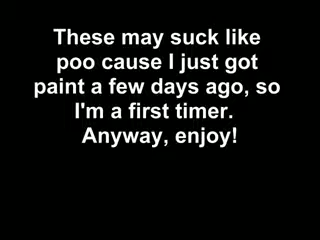 These may suck like
poo cause I just got
paint a few days ago, so
I'm a first timer.
Anyway, enjoy!